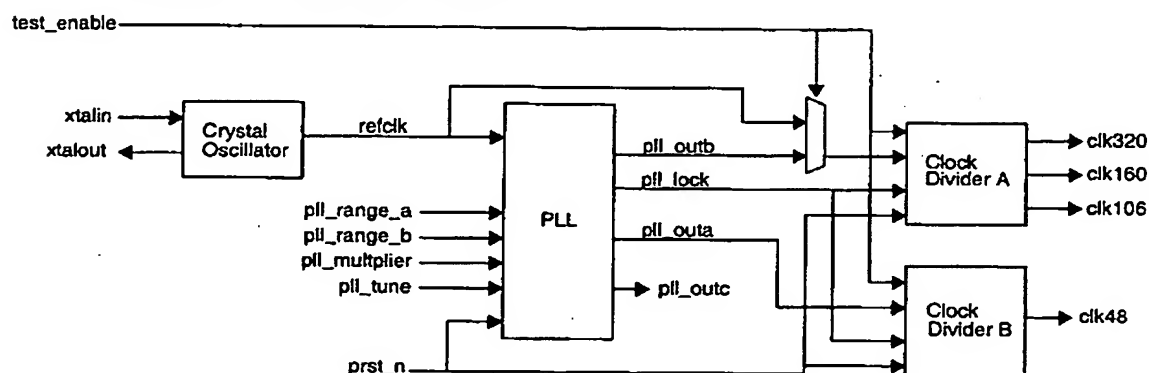 test_enable
xtalin
xtalout
Crystal
Oscillator
refclk
pll_range_a
pll_range_b
pll_multplier
pll_tune
prst_n
PLL
pll_outb
pll_lock
pll_outa
pll_outc
Clock
Divider A
clk320
clk160
clk106
Clock
Divider B
clk48